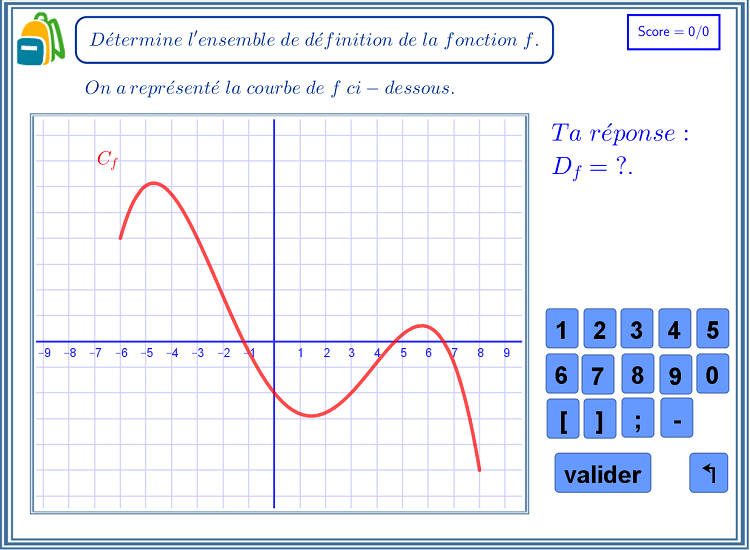 Détermine l'ensemble de définition de la fonction f.
Score = 0/0
On a représenté la courbe de f ci − dessous.
Ta réponse :
D_f = ?.
C_f
−9 −8 −7 −6 −5 −4 −3 −2 −1 1 2 3 4 5 6 7 8 9
1 2 3 4 5
6 7 8 9 0
[ ] ; -
valider ↰